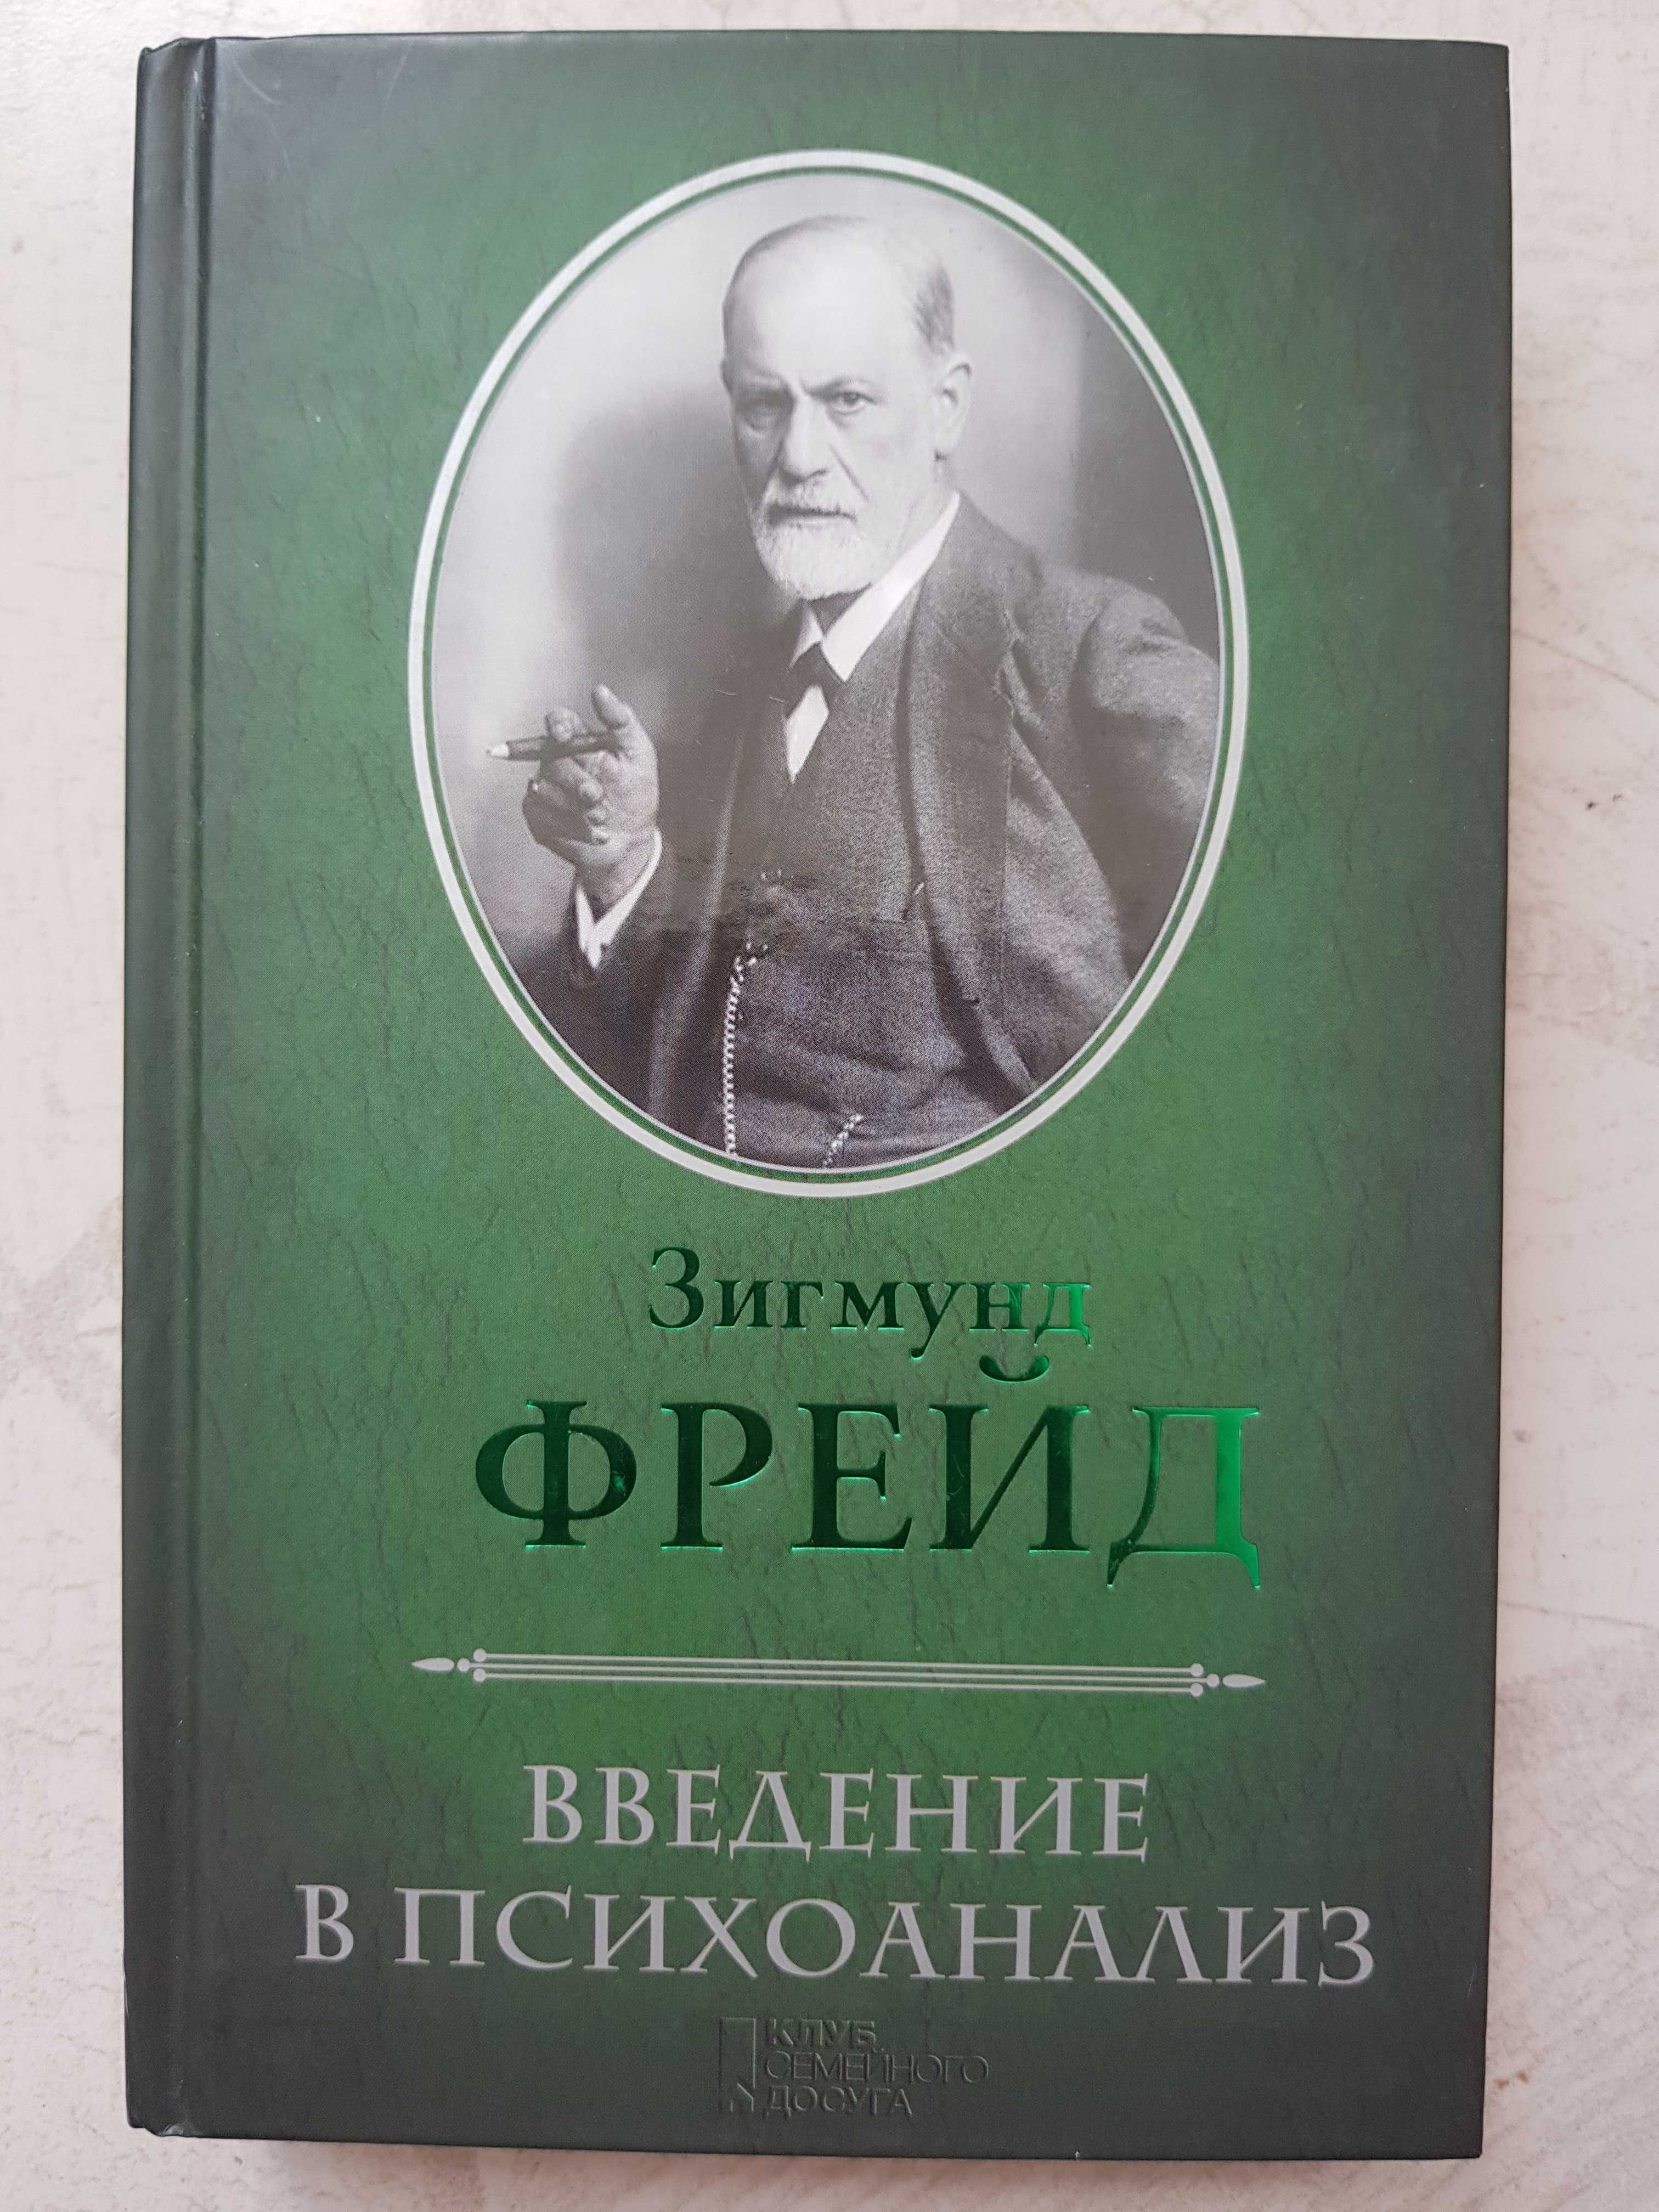 Зигмунд
ФРЕЙД
ВВЕДЕНИЕ
В ПСИХОАНАЛИЗ
КЛУБ
СЕМЕЙНОГО
ДОСУГА